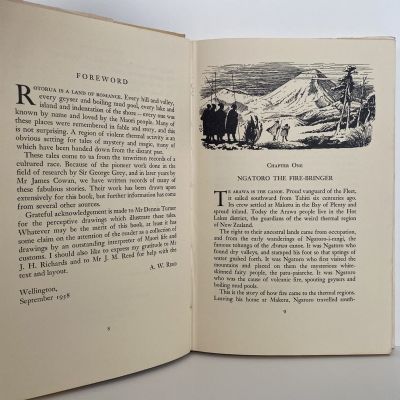 FOREWORD
ROTORUA IS A LAND OF ROMANCE. Every hill and valley,
every geyser and boiling mud pool, every lake and
island and indentation of the shore—every one was
known by name and loved by the Maori people. Many of
these places were remembered in fable and story, and this
is not surprising. A region of violent thermal activity is an
obvious setting for tales of mystery and magic, many of
which have been handed down from the distant past.
These tales come to us from the unwritten records of a
cultured race. Because of the pioneer work done in the
field of research by Sir George Grey, and in later years by
Mr James Cowan, we have written records of many of
these fabulous stories. Their work has been drawn upon
extensively for this book, but further information has come
from several other sources.
Grateful acknowledgment is made to Mr Dennis Turner
for the perceptive drawings which illustrate these tales.
Whatever may be the merit of this book, at least it has
some claim on the attention of the reader as a collection of
drawings by an outstanding interpreter of Maori life and
customs. I should also like to express my gratitude to Mr
J. H. Richards and to Mr J. M. Reed for help with the
text and layout.
A. W. REED
Wellington,
September 1958
8
CHAPTER ONE
NGATORO THE FIRE-BRINGER
TE ARAWA IS THE CANOE. Proud vanguard of the Fleet,
it sailed eastward from Tahiti six centuries ago.
Its crew settled at Maketu in the Bay of Plenty and
spread inland. Today the Arawa people live in the Hot
Lakes district, the guardians of the weird thermal region
of New Zealand.
The right to their ancestral lands came from occupation,
and from the early wanderings of Ngatoro-i-rangi, the
famous tohunga of the Arawa canoe. It was Ngatoro who
found dry valleys, and stamped his foot so that springs of
water gushed forth. It was Ngatoro who first visited the
mountains and placed on them the mysterious white-
skinned fairy people, the patu-paiarehe. It was Ngatoro
who was the cause of volcanic fire, spouting geysers and
boiling mud pools.
This is the story of how fire came to the thermal regions.
Leaving his home at Maketu, Ngatoro travelled south-
9